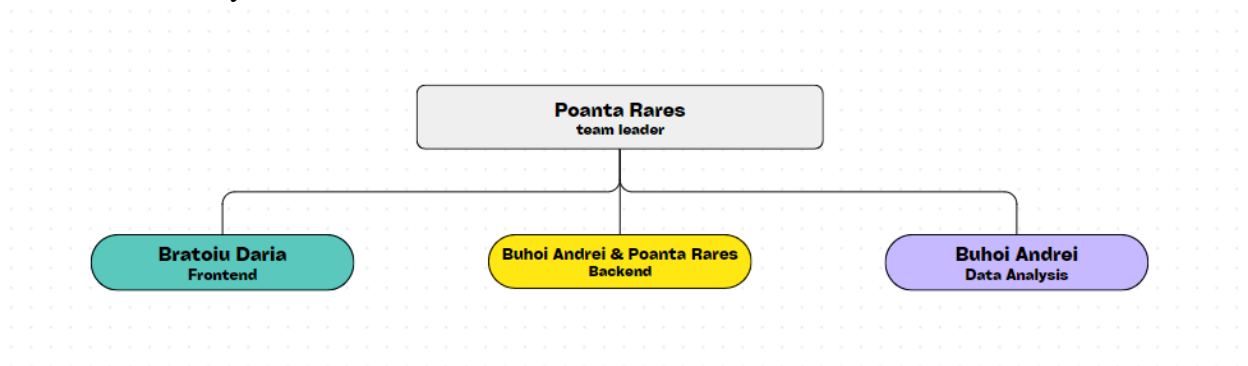 Poanta Rares
team leader
Bratoiu Daria
Frontend
Buhoi Andrei & Poanta Rares
Backend
Buhoi Andrei
Data Analysis